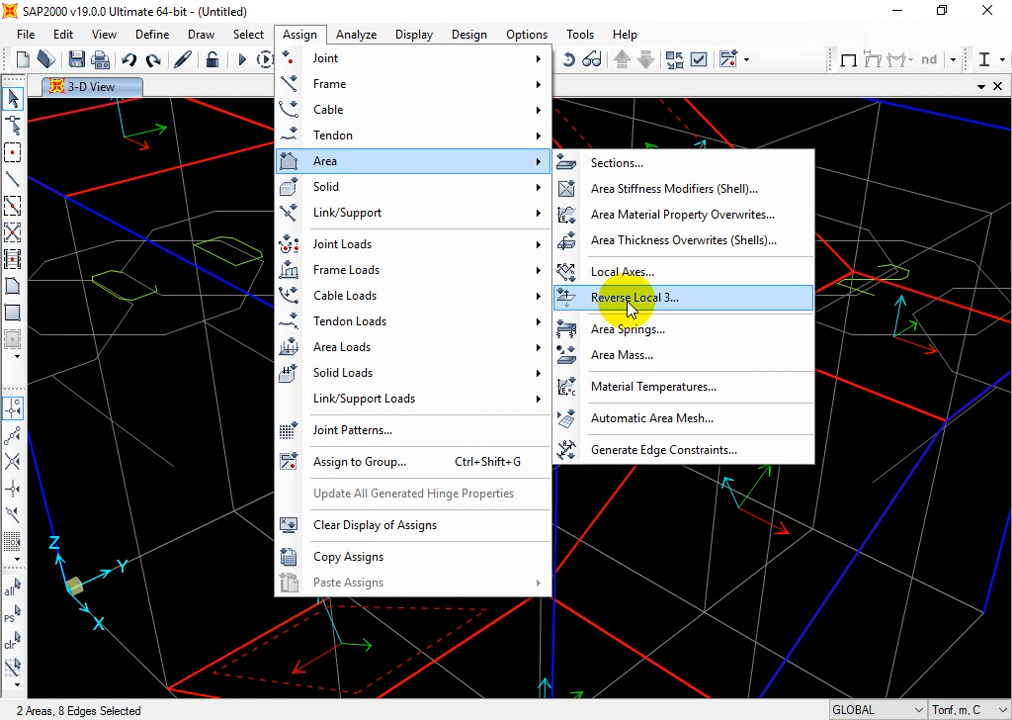 SAP2000 v19.0.0 Ultimate 64-bit - (Untitled)
File Edit View Define Draw Select Assign Analyze Display Design Options Tools Help
nd
3-D View
Joint
Frame
Cable
Tendon
Area
Solid
Link/Support
Joint Loads
Frame Loads
Cable Loads
Tendon Loads
Area Loads
Solid Loads
Link/Support Loads
Joint Patterns...
Assign to Group... Ctrl+Shift+G
Update All Generated Hinge Properties
Clear Display of Assigns
Copy Assigns
Paste Assigns
Sections...
Area Stiffness Modifiers (Shell)...
Area Material Property Overwrites...
Area Thickness Overwrites (Shells)...
Local Axes...
Reverse Local 3...
Area Springs...
Area Mass...
Material Temperatures...
Automatic Area Mesh...
Generate Edge Constraints...
all
PS
clr
Z
Y
X
2 Areas, 8 Edges Selected
GLOBAL
Tonf, m, C